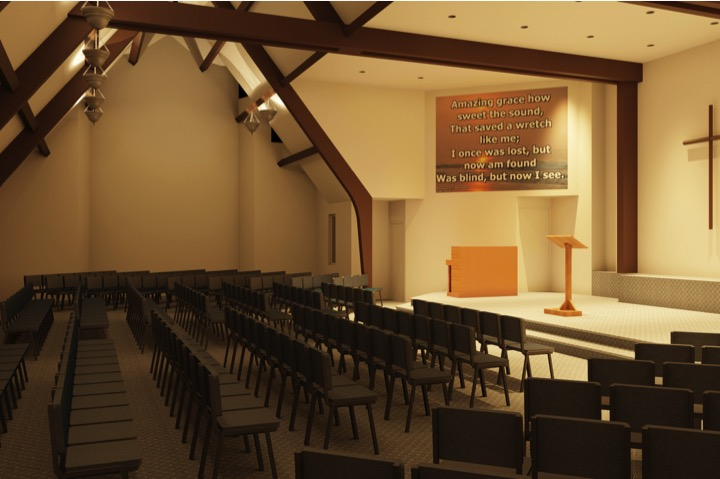 Amazing grace how
sweet the sound,
That saved a wretch
like me;
I once was lost, but
now am found
Was blind, but now I see.